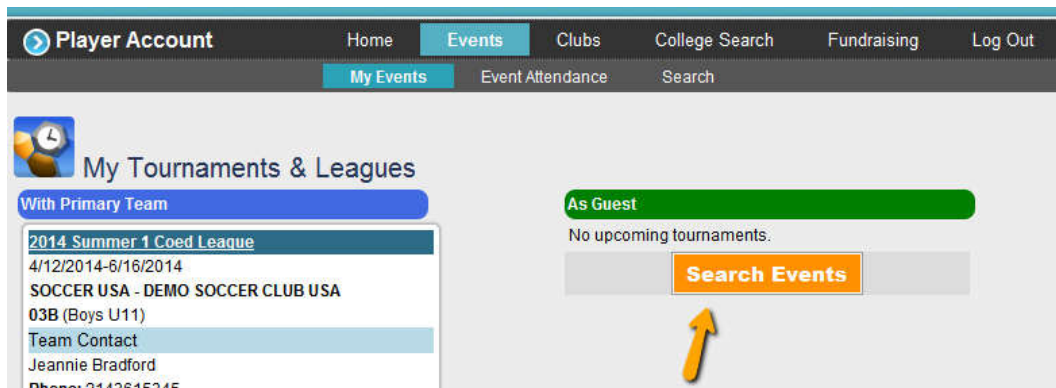 Player Account
Home Events Clubs College Search Fundraising Log Out
My Events Event Attendance Search
My Tournaments & Leagues
With Primary Team
2014 Summer 1 Coed League
4/12/2014-6/16/2014
SOCCER USA - DEMO SOCCER CLUB USA
03B (Boys U11)
Team Contact
Jeannie Bradford
Phone: 2143615345
As Guest
No upcoming tournaments.
Search Events